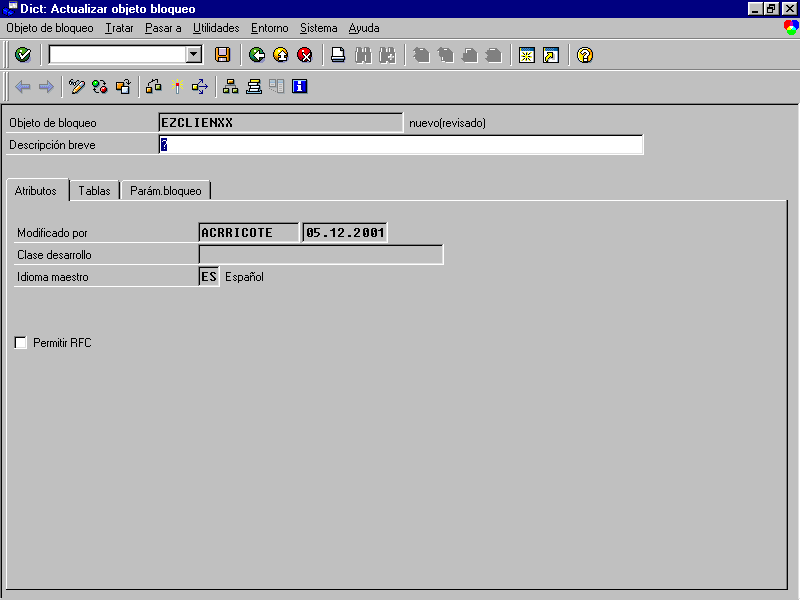 Dict: Actualizar objeto bloqueo
Objeto de bloqueo Tratar Pasar a Utilidades Entorno Sistema Ayuda
Objeto de bloqueo EZCLIENXX nuevo(revisado)
Descripción breve ?
Atributos Tablas Parám.bloqueo
Modificado por ACRRICOTE 05.12.2001
Clase desarrollo
Idioma maestro ES Español
Permitir RFC